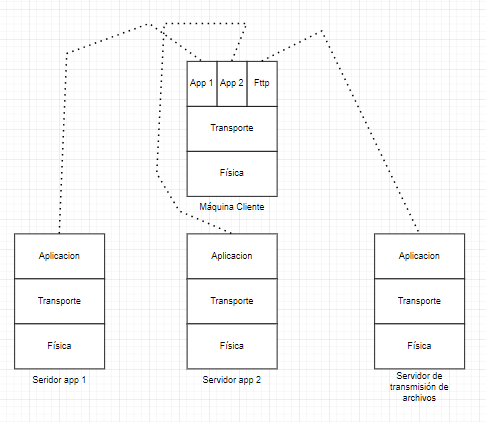 App 1 App 2 Fttp
Transporte
Física
Máquina Cliente
Aplicacion Aplicacion Aplicacion
Transporte Transporte Transporte
Física Física Física
Seridor app 1 Servidor app 2 Servidor de
transmisión de
archivos